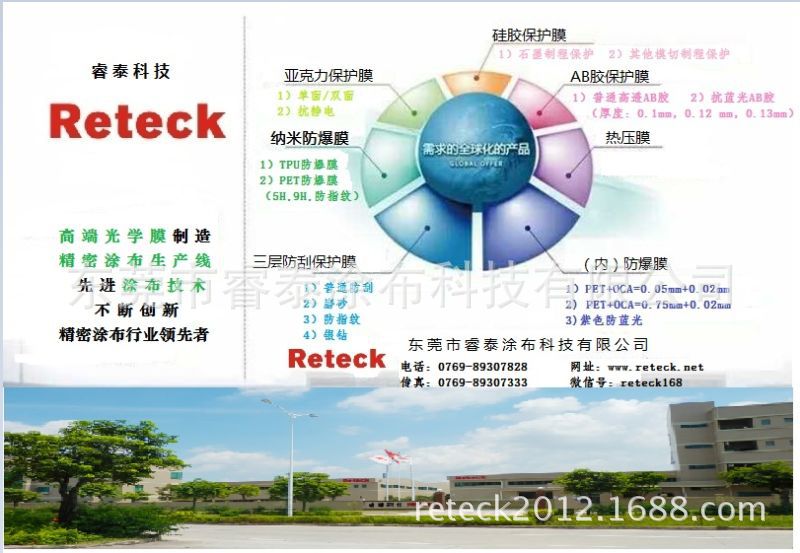 睿泰科技
Reteck
高端光学膜制造
精密涂布生产线
先进涂布技术
不断创新
精密涂布行业领先者
硅胶保护膜
1）石墨制程保护 2）其他模切制程保护
亚克力保护膜
1）单面/双面
2）抗静电
AB胶保护膜
1）普通高透AB胶 2）抗蓝光AB胶
（厚度：0.1mm, 0.12 mm, 0.13mm）
纳米防爆膜
1）TPU防爆膜
2）PET防爆膜
（5H.9H.防指纹）
热压膜
需求的全球化的产品
GLOBAL OFFER
三层防刮保护膜
1）普通防刮
2）磨砂
3）防指纹
4）银钻
（内）防爆膜
1）PET+OCA=0.05mm+0.02mm
2）PET+OCA=0.75mm+0.02mm
3)紫色防蓝光
东莞市睿泰涂布科技有限公司
Reteck
东莞市睿泰涂布科技有限公司
电话：0769-89307828 网址：www.reteck.net
传真：0769-89307333 微信号：reteck168
Reteck
reteck2012.1688.com